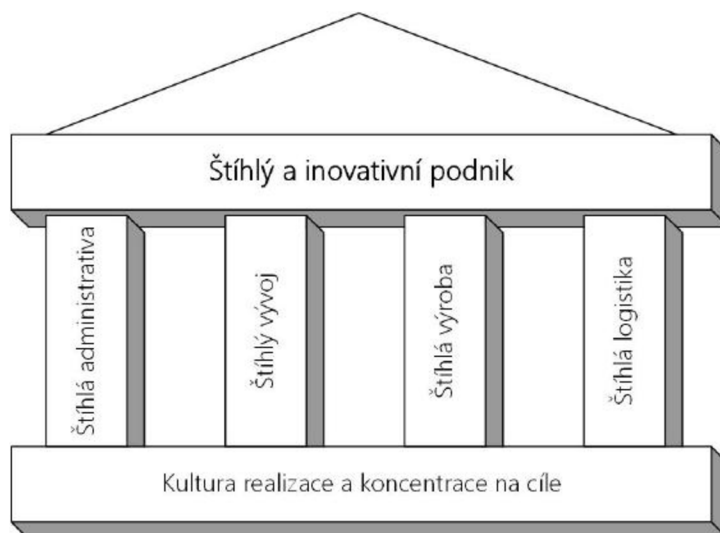 Štíhlý a inovativní podnik
Štíhlá administrativa
Štíhlý vývoj
Štíhlá výroba
Štíhlá logistika
Kultura realizace a koncentrace na cíle